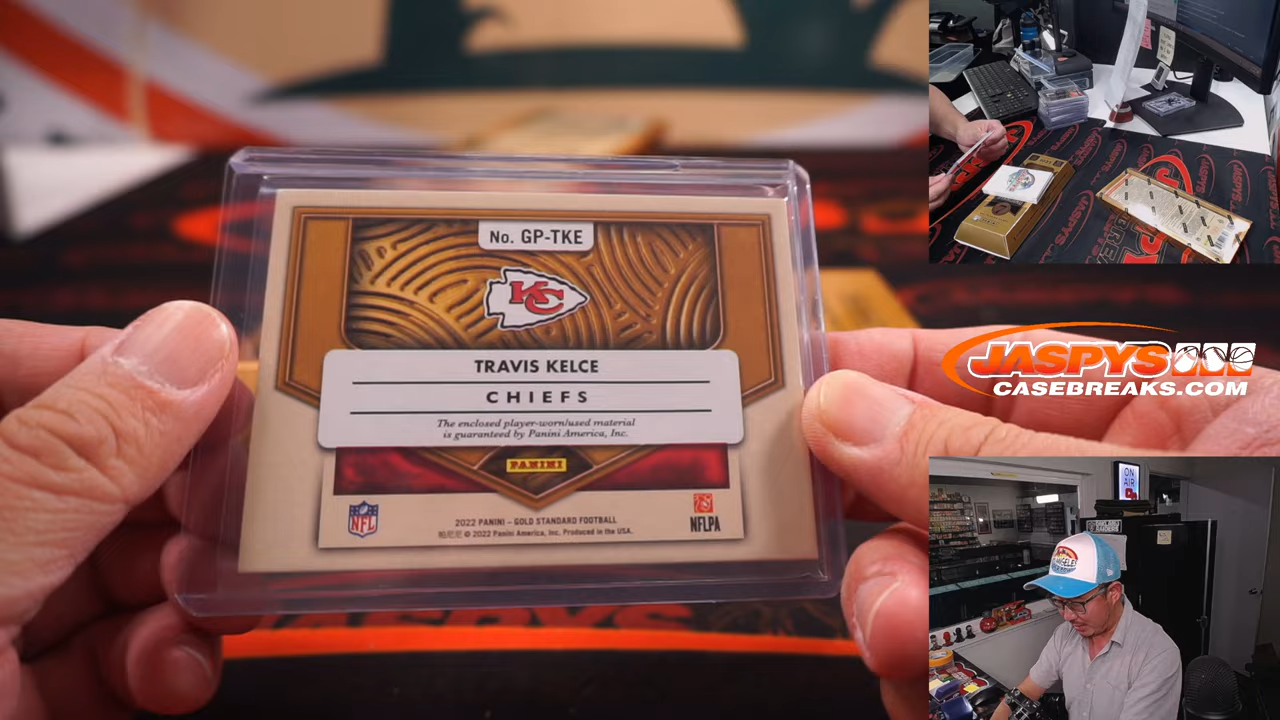 No. GP-TKE
KC
TRAVIS KELCE
CHIEFS
The enclosed player-worn/used material
is guaranteed by Panini America, Inc.
PANINI
NFL
NFLPA
2022 PANINI – GOLD STANDARD FOOTBALL
© 2022 Panini America, Inc. Produced in the USA.
JASPYS
CASEBREAKS.COM
ON
AIR
JASPYS